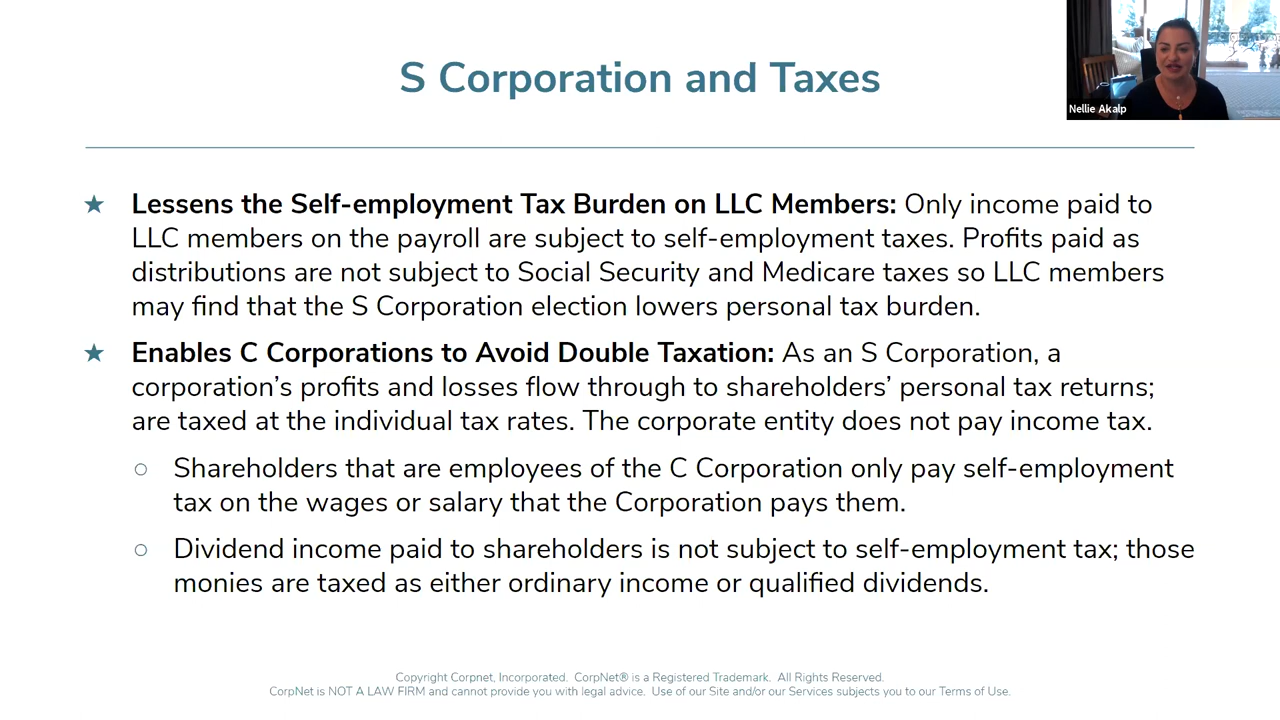 S Corporation and Taxes
Nellie Akalp
★ Lessens the Self-employment Tax Burden on LLC Members: Only income paid to
LLC members on the payroll are subject to self-employment taxes. Profits paid as
distributions are not subject to Social Security and Medicare taxes so LLC members
may find that the S Corporation election lowers personal tax burden.
★ Enables C Corporations to Avoid Double Taxation: As an S Corporation, a
corporation’s profits and losses flow through to shareholders’ personal tax returns;
are taxed at the individual tax rates. The corporate entity does not pay income tax.
○ Shareholders that are employees of the C Corporation only pay self-employment
tax on the wages or salary that the Corporation pays them.
○ Dividend income paid to shareholders is not subject to self-employment tax; those
monies are taxed as either ordinary income or qualified dividends.
Copyright Corpnet, Incorporated. CorpNet® is a Registered Trademark. All Rights Reserved.
CorpNet is NOT A LAW FIRM and cannot provide you with legal advice. Use of our Site and/or our Services subjects you to our Terms of Use.